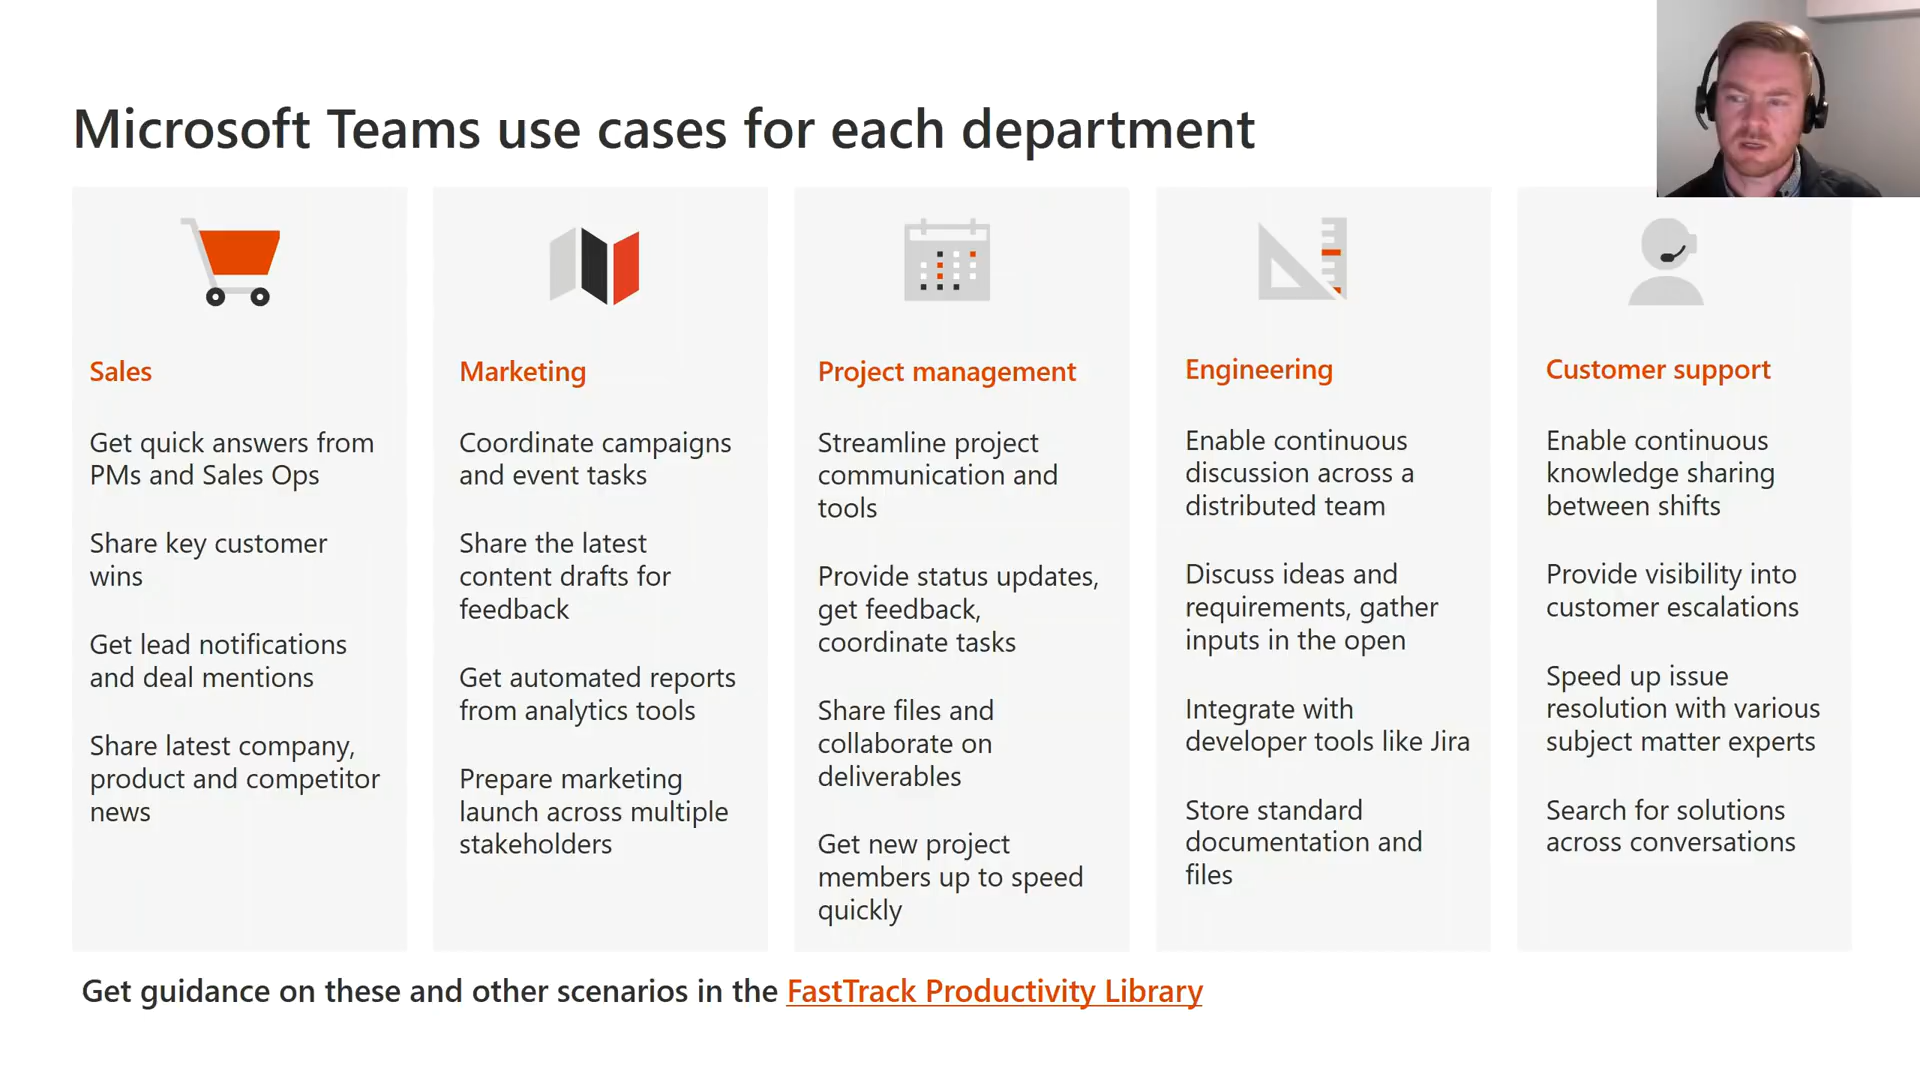 Microsoft Teams use cases for each department
Sales
Get quick answers from
PMs and Sales Ops
Share key customer
wins
Get lead notifications
and deal mentions
Share latest company,
product and competitor
news
Marketing
Coordinate campaigns
and event tasks
Share the latest
content drafts for
feedback
Get automated reports
from analytics tools
Prepare marketing
launch across multiple
stakeholders
Project management
Streamline project
communication and
tools
Provide status updates,
get feedback,
coordinate tasks
Share files and
collaborate on
deliverables
Get new project
members up to speed
quickly
Engineering
Enable continuous
discussion across a
distributed team
Discuss ideas and
requirements, gather
inputs in the open
Integrate with
developer tools like Jira
Store standard
documentation and
files
Customer support
Enable continuous
knowledge sharing
between shifts
Provide visibility into
customer escalations
Speed up issue
resolution with various
subject matter experts
Search for solutions
across conversations
Get guidance on these and other scenarios in the FastTrack Productivity Library